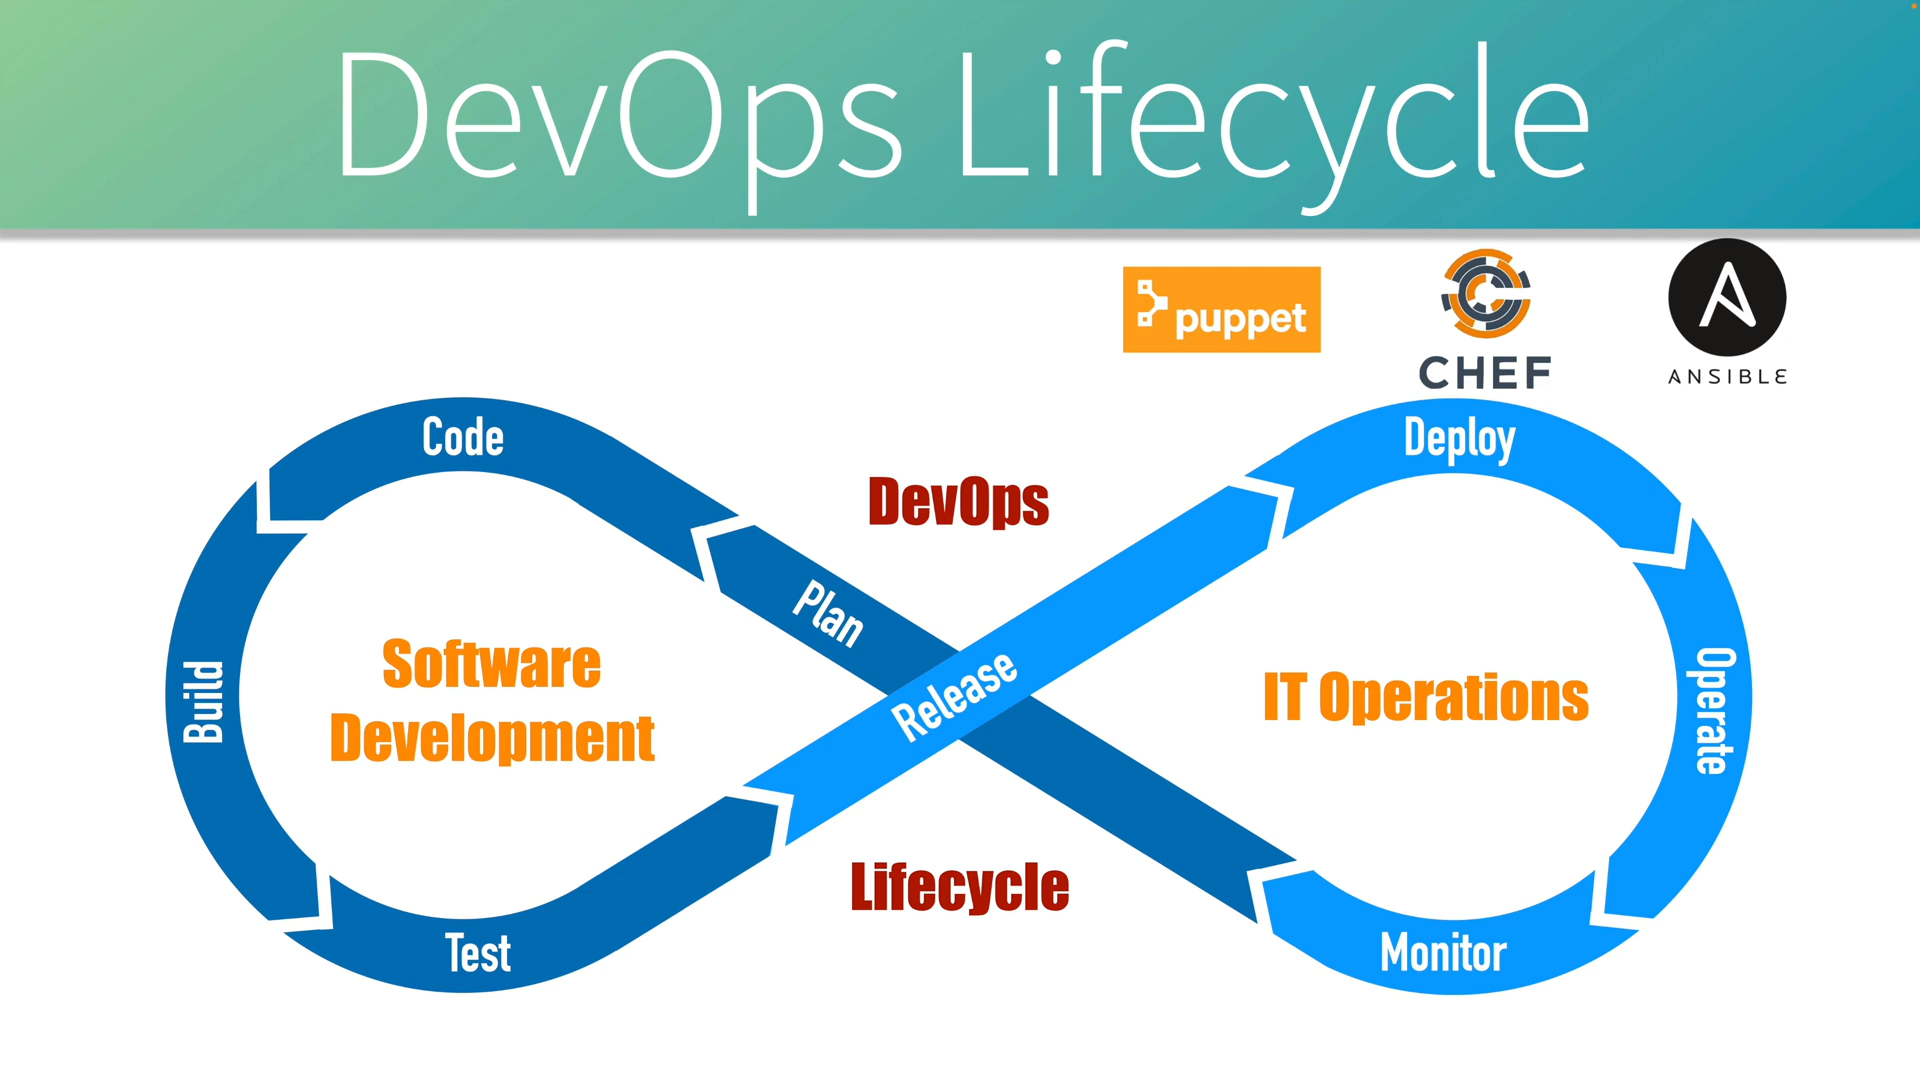 DevOps Lifecycle
puppet
CHEF
ANSIBLE
Code
Deploy
DevOps
Plan
Software
Development
Build
Release
IT Operations
Operate
Lifecycle
Test
Monitor